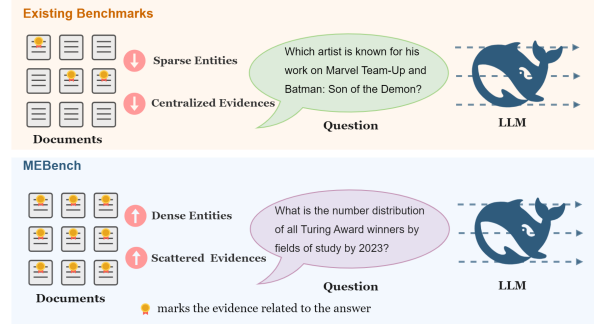 Existing Benchmarks
Sparse Entities
Centralized Evidences
Documents
Which artist is known for his
work on Marvel Team-Up and
Batman: Son of the Demon?
Question
LLM
MEBench
Dense Entities
Scattered Evidences
Documents
What is the number distribution
of all Turing Award winners by
fields of study by 2023?
Question
LLM
marks the evidence related to the answer